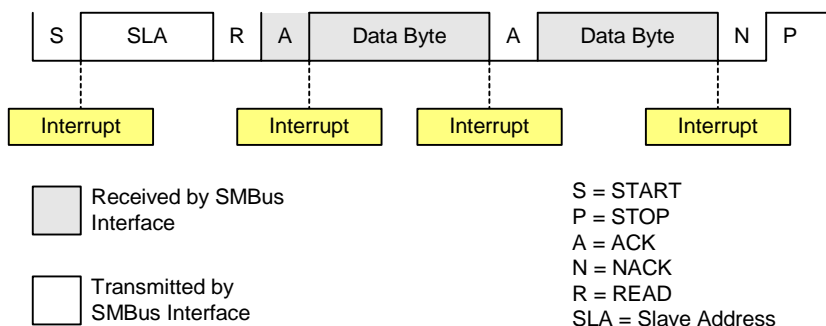 S SLA R A Data Byte A Data Byte N P
Interrupt Interrupt Interrupt Interrupt
Received by SMBus
Interface
Transmitted by
SMBus Interface
S = START
P = STOP
A = ACK
N = NACK
R = READ
SLA = Slave Address